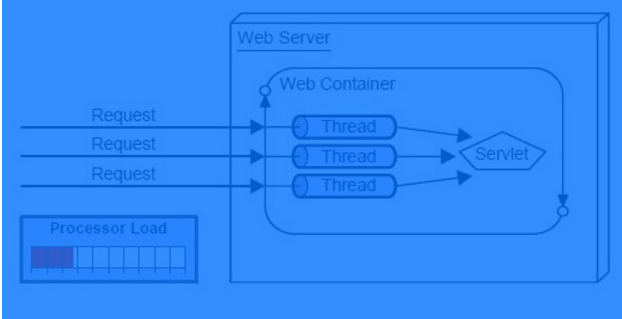 Web Server
Web Container
Request
Thread
Request
Thread
Servlet
Request
Thread
Processor Load